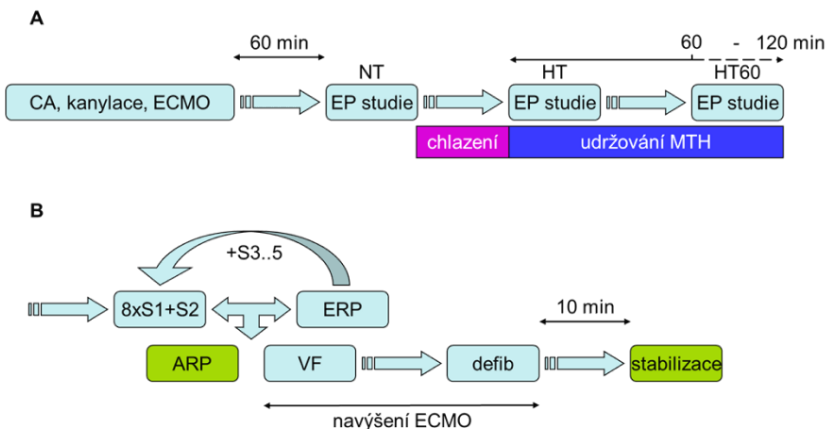 A
60 min
60 - 120 min
NT
HT
HT60
CA, kanylace, ECMO
EP studie
EP studie
EP studie
chlazení
udržování MTH
B
+S3..5
8xS1+S2
ERP
10 min
ARP
VF
defib
stabilizace
navýšení ECMO